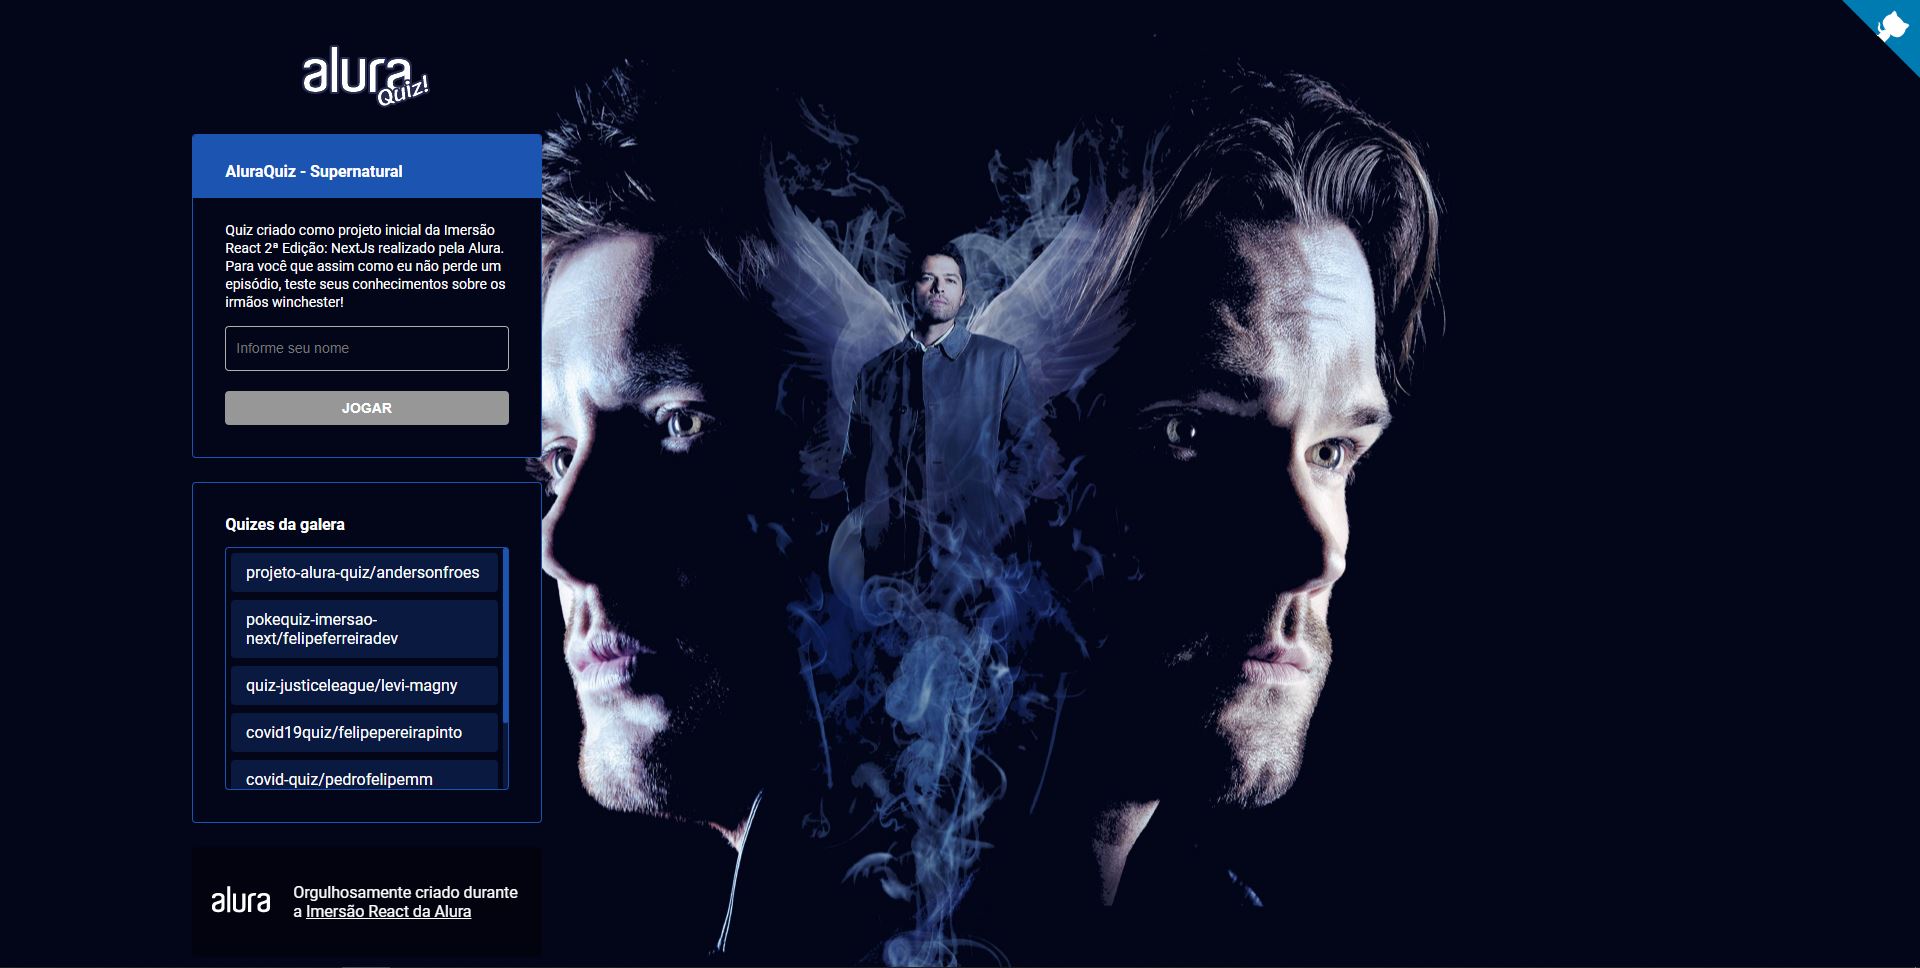 alura
Quiz!
AluraQuiz - Supernatural
Quiz criado como projeto inicial da Imersão
React 2ª Edição: NextJs realizado pela Alura.
Para você que assim como eu não perde um
episódio, teste seus conhecimentos sobre os
irmãos winchester!
Informe seu nome
JOGAR
Quizes da galera
projeto-alura-quiz/andersonfroes
pokequiz-imersao-
next/felipeferreiradev
quiz-justiceleague/levi-magny
covid19quiz/felipepereirapinto
covid-quiz/pedrofelipemm
alura
Orgulhosamente criado durante
a Imersão React da Alura